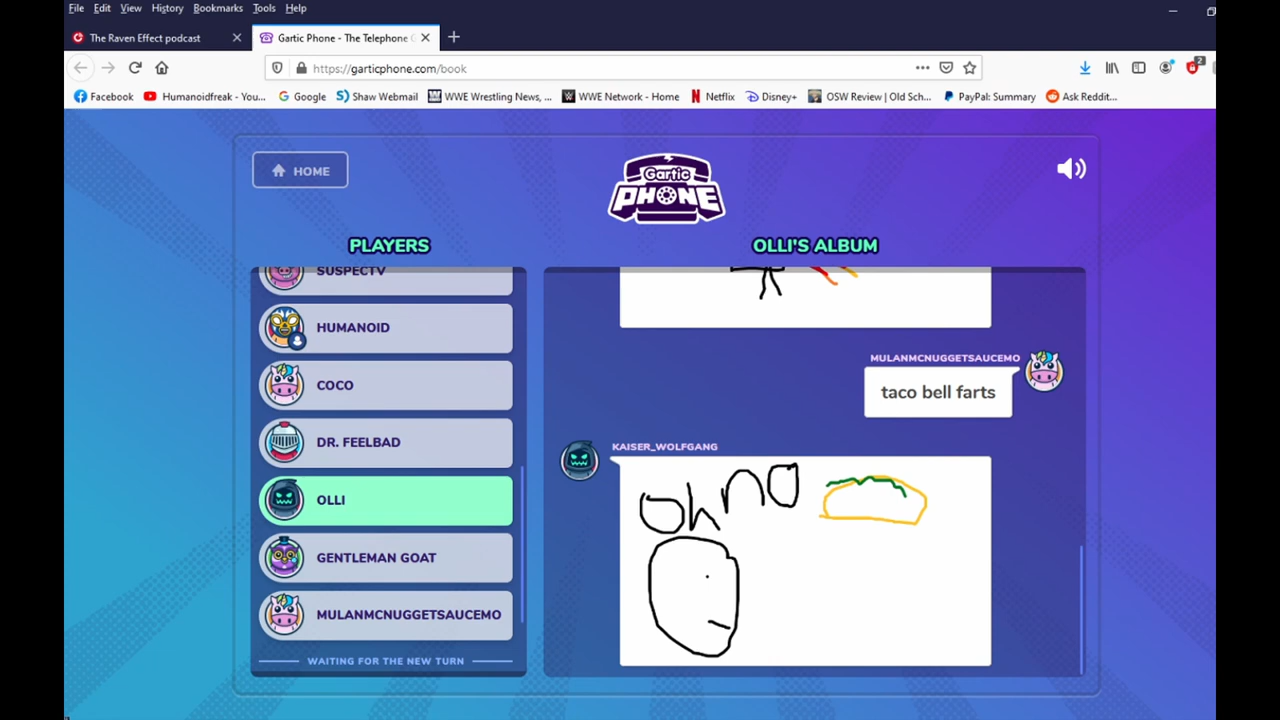 File Edit View History Bookmarks Tools Help
The Raven Effect podcast
Gartic Phone - The Telephone G
https://garticphone.com/book
Facebook Humanoidfreak - You... Google Shaw Webmail WWE Wrestling News, ... WWE Network - Home Netflix Disney+ OSW Review | Old Sch... PayPal: Summary Ask Reddit...
2
HOME
Gartic
PHONE
PLAYERS
OLLI'S ALBUM
SUSPECTV
HUMANOID
COCO
DR. FEELBAD
OLLI
GENTLEMAN GOAT
MULANMCNUGGETSAUCEMO
WAITING FOR THE NEW TURN
MULANMCNUGGETSAUCEMO
taco bell farts
KAISER_WOLFGANG
oh no